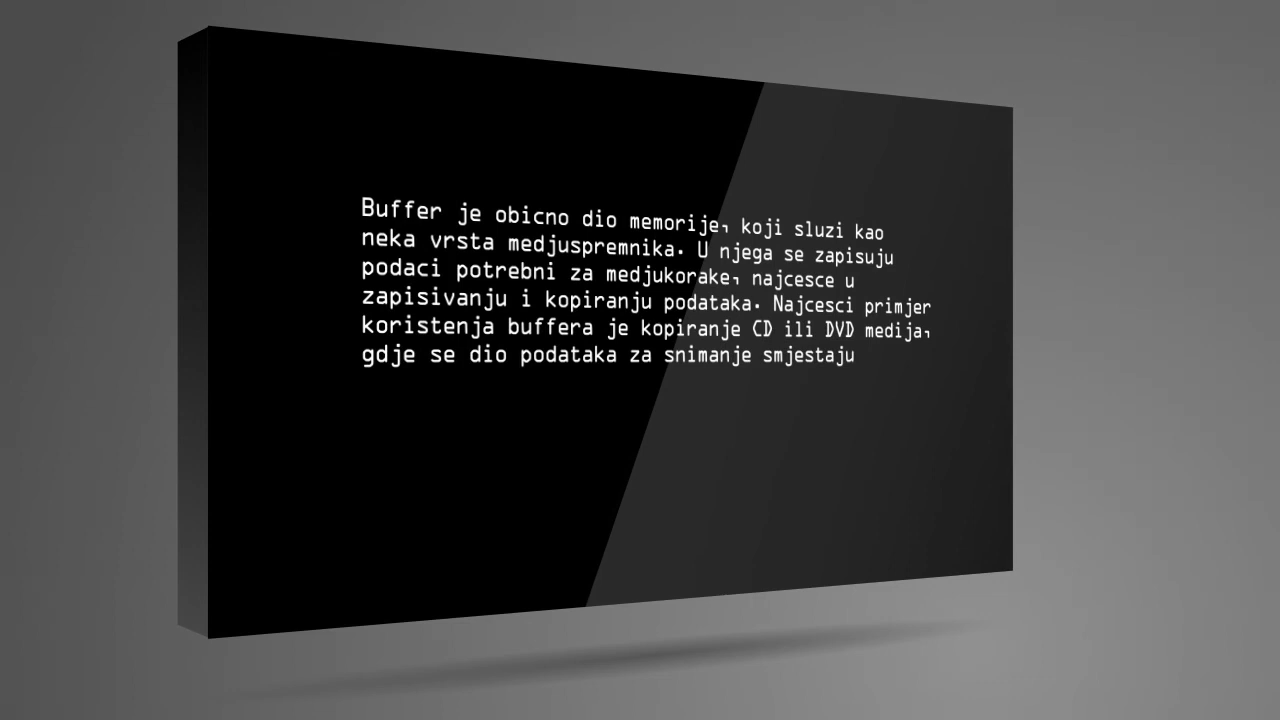 Buffer je obicno dio memorije, koji sluzi kao
neka vrsta medjuspremnika. U njega se zapisuju
podaci potrebni za medjukorake, najcesce u
zapisivanju i kopiranju podataka. Najcesci primjer
koristenja buffera je kopiranje CD ili DVD medija,
gdje se dio podataka za snimanje smjestaju